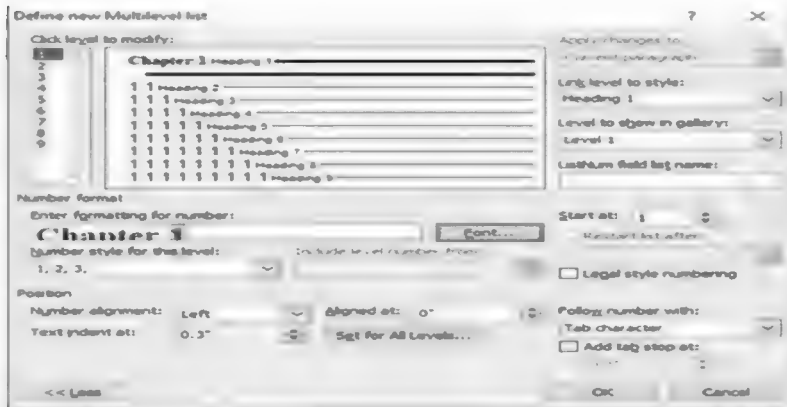 Define new Multilevel list ? ×
Click level to modify:
1
2
3
4
5
6
7
8
9
Chapter 1 Heading 1
1 1 Heading 2
1 1 1 Heading 3
1 1 1 1 Heading 4
1 1 1 1 1 Heading 5
1 1 1 1 1 1 Heading 6
1 1 1 1 1 1 1 Heading 7
1 1 1 1 1 1 1 1 Heading 8
1 1 1 1 1 1 1 1 1 Heading 9
Apply changes to:
Current paragraph
Link level to style:
Heading 1
Level to show in gallery:
Level 1
ListNum field list name:
Number format
Enter formatting for number:
Chapter 1
Font...
Number style for this level:
1, 2, 3,
Include level number from:
Start at: 1
Restart list after
Legal style numbering
Position
Number alignment: Left
Aligned at: 0"
Text indent at: 0.3"
Set for All Levels...
Follow number with:
Tab character
Add tab stop at:
<< Less
OK
Cancel